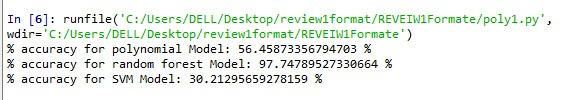 In [6]: runfile('C:/Users/DELL/Desktop/review1format/REVEIW1Formate/poly1.py',
wdir='C:/Users/DELL/Desktop/review1format/REVEIW1Formate')
% accuracy for polynomial Model: 56.45873356794703 %
% accuracy for random forest Model: 97.74789527330664 %
% accuracy for SVM Model: 30.21295659278159 %